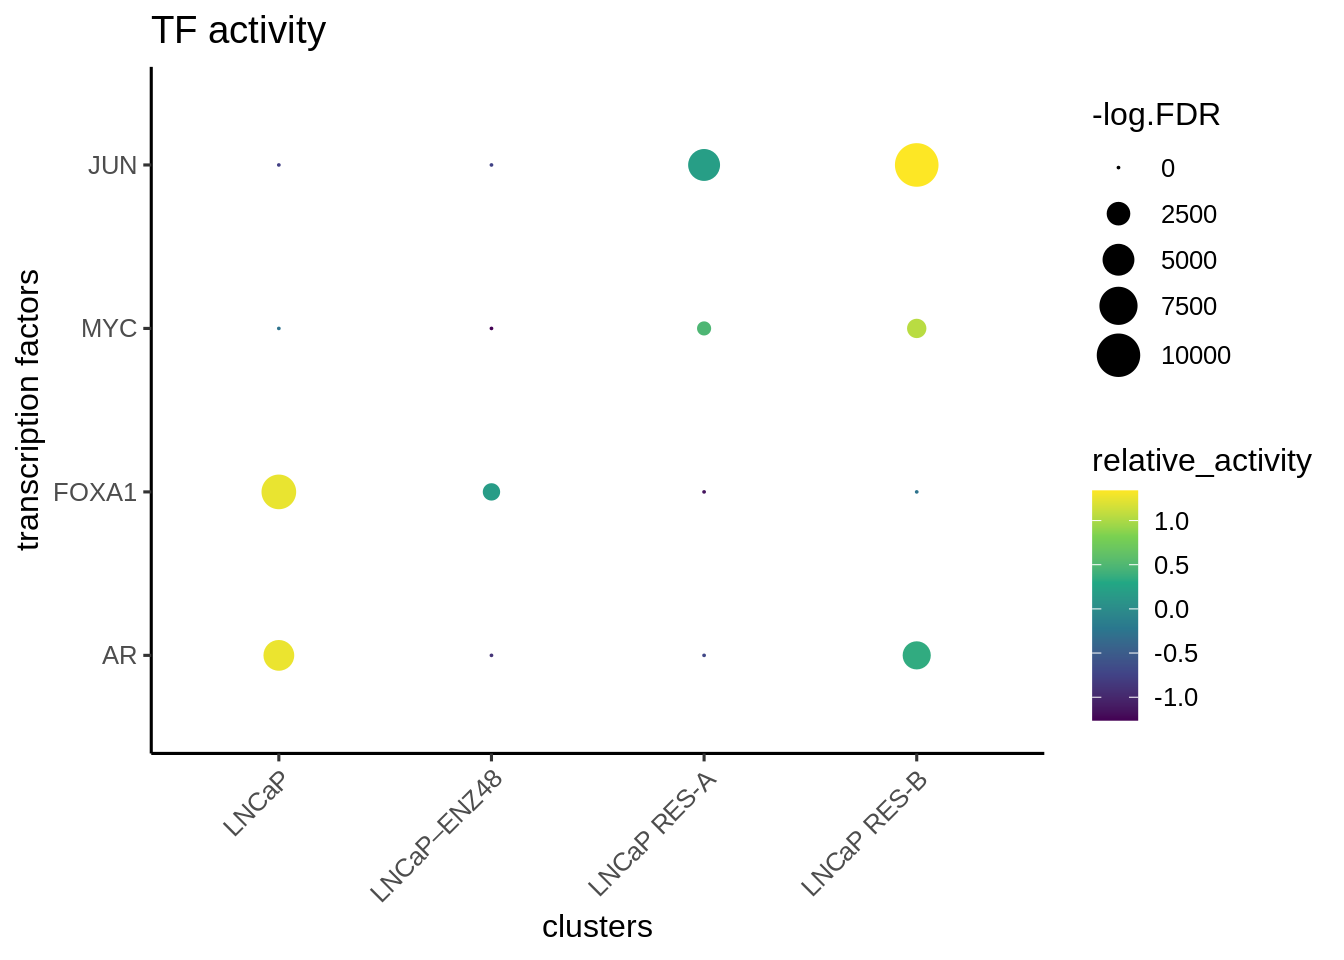 TF activity
transcription factors
JUN
MYC
FOXA1
AR
LNCaP
LNCaP–ENZ48
LNCaP RES-A
LNCaP RES-B
clusters
-log.FDR
0
2500
5000
7500
10000
relative_activity
1.0
0.5
0.0
-0.5
-1.0